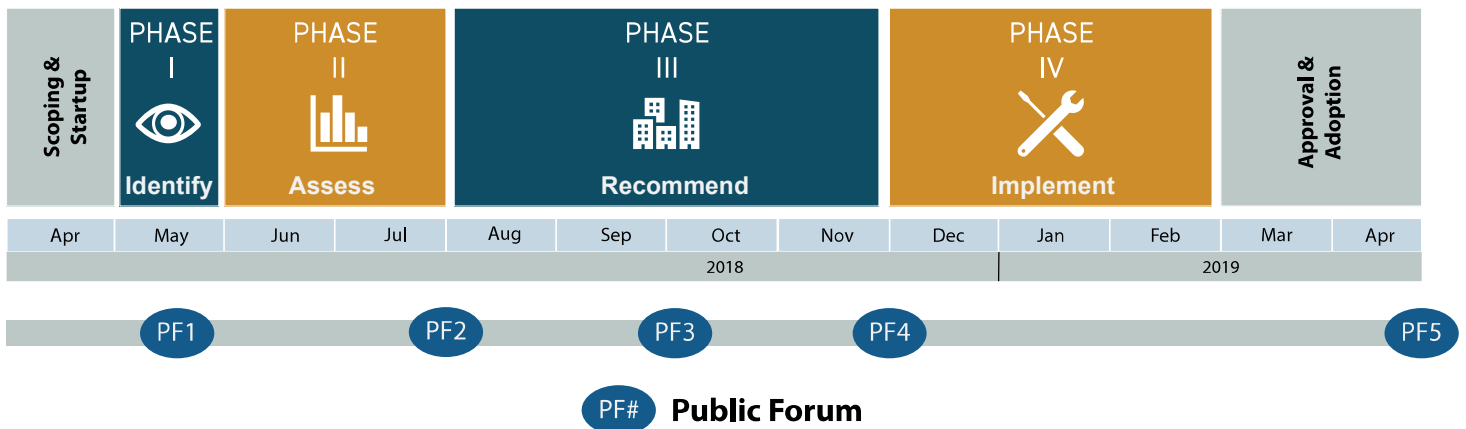 Scoping &
Startup
PHASE
I
Identify
PHASE
II
Assess
PHASE
III
Recommend
PHASE
IV
Implement
Approval &
Adoption
Apr May Jun Jul Aug Sep Oct Nov Dec Jan Feb Mar Apr
2018 2019
PF1 PF2 PF3 PF4 PF5
PF# Public Forum